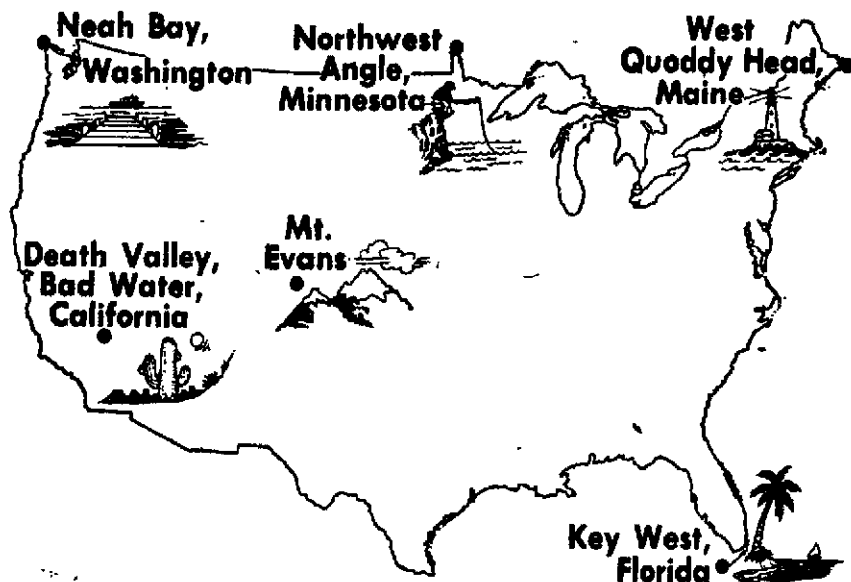 Neah Bay,
Washington
Northwest
Angle,
Minnesota
West
Quoddy Head,
Maine
Death Valley,
Bad Water,
California
Mt.
Evans
Key West,
Florida